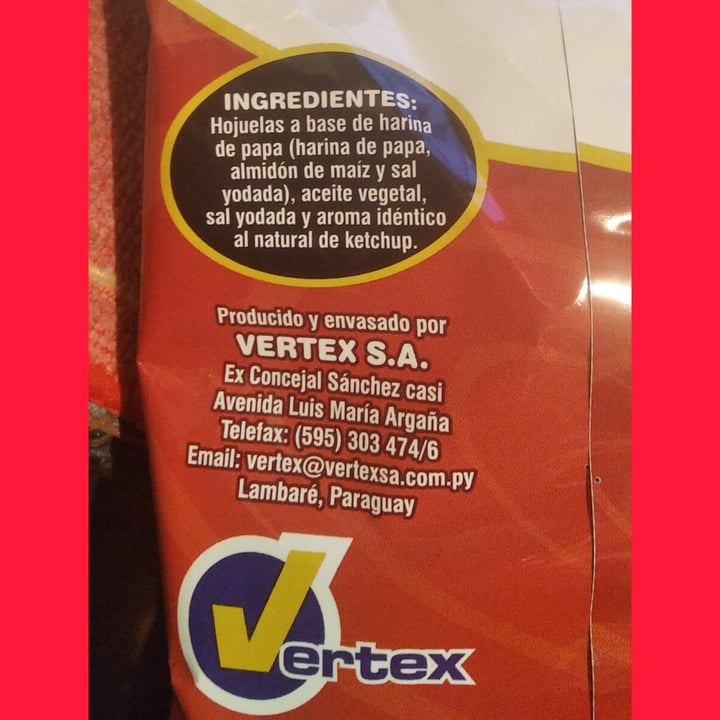 INGREDIENTES:
Hojuelas a base de harina
de papa (harina de papa,
almidón de maíz y sal
yodada), aceite vegetal,
sal yodada y aroma idéntico
al natural de ketchup.
Producido y envasado por
VERTEX S.A.
Ex Concejal Sánchez casi
Avenida Luis María Argaña
Telefax: (595) 303 474/6
Email: vertex@vertexsa.com.py
Lambaré, Paraguay
Vertex